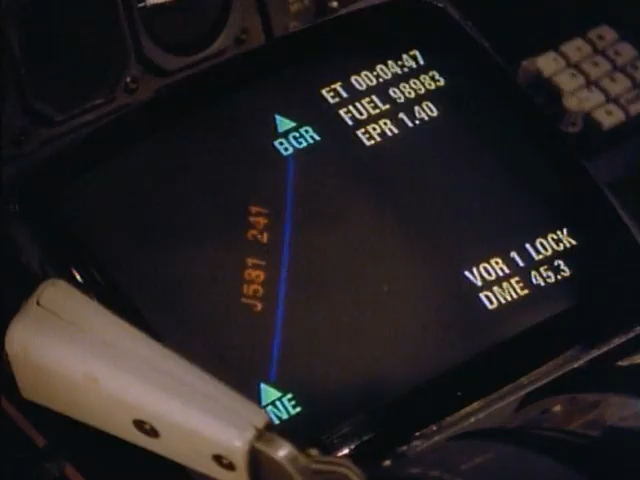 ET 00:04:47
FUEL 98983
EPR 1.40
BGR
J581 241
VOR 1 LOCK
DME 45.3
NE